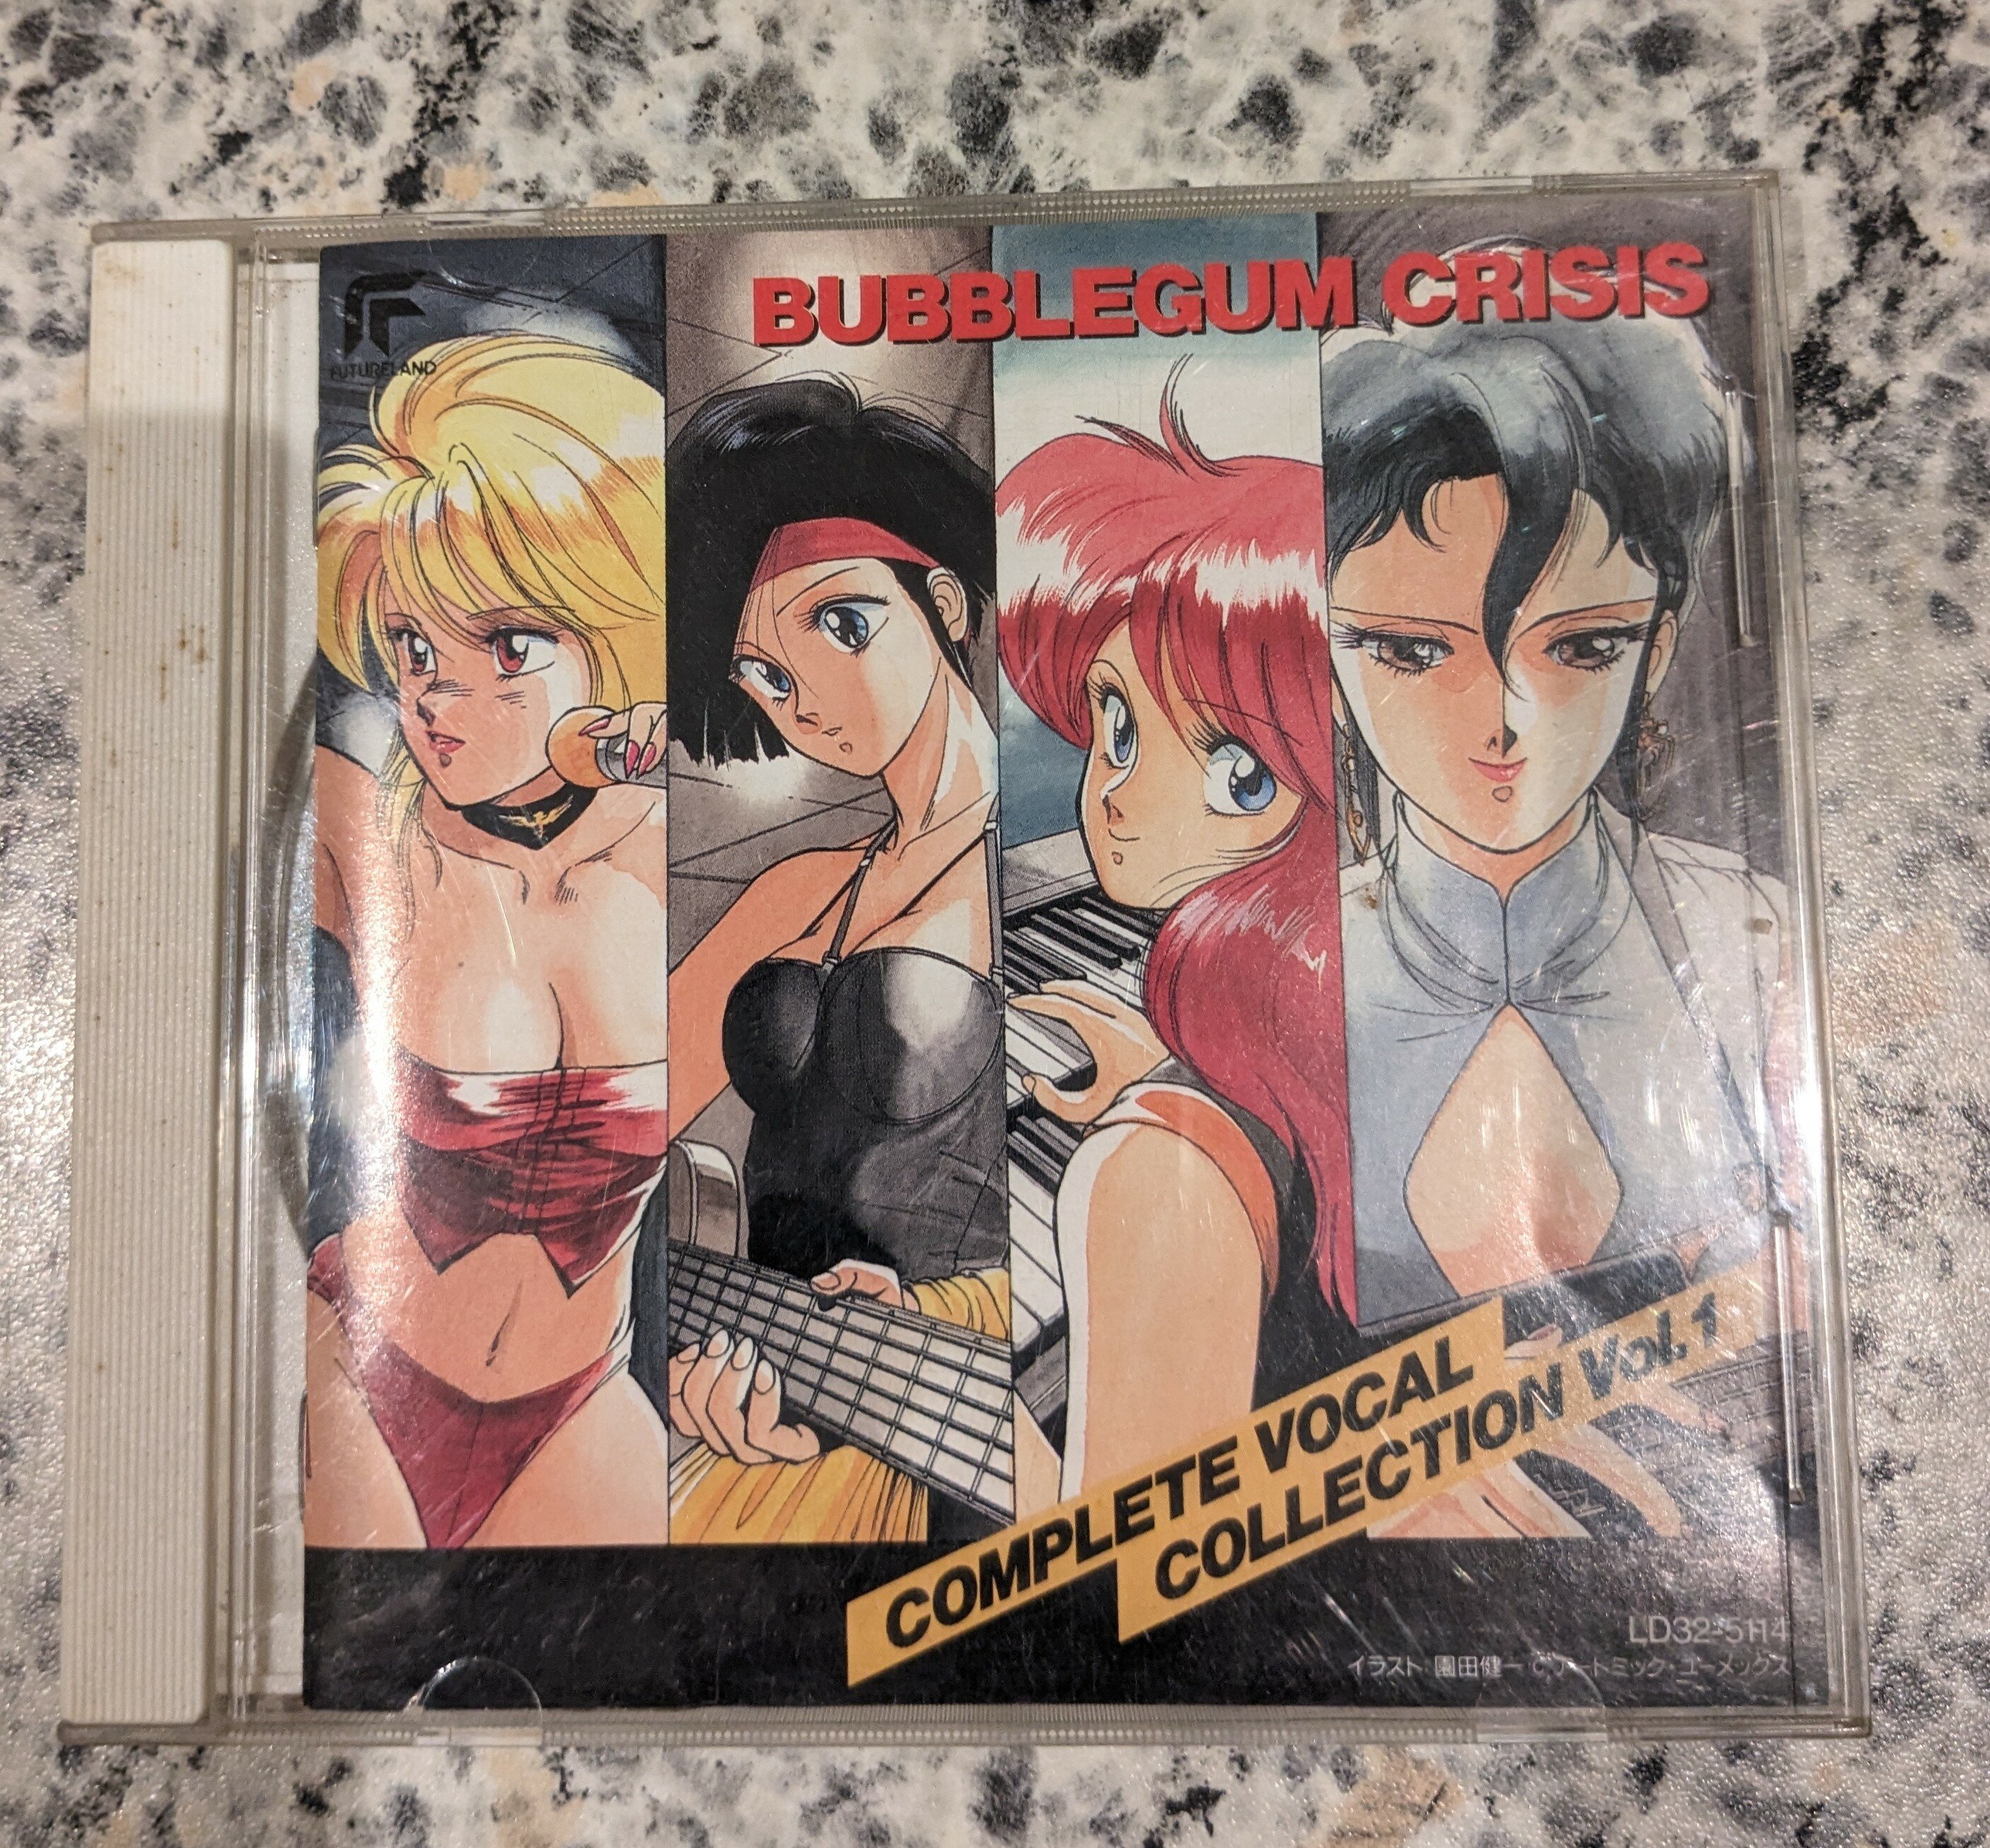 FUTURELAND
BUBBLEGUM CRISIS
COMPLETE VOCAL
COLLECTION Vol.1
LD32-5114
イラスト 園田健一 C.アートミック・ユーメックス